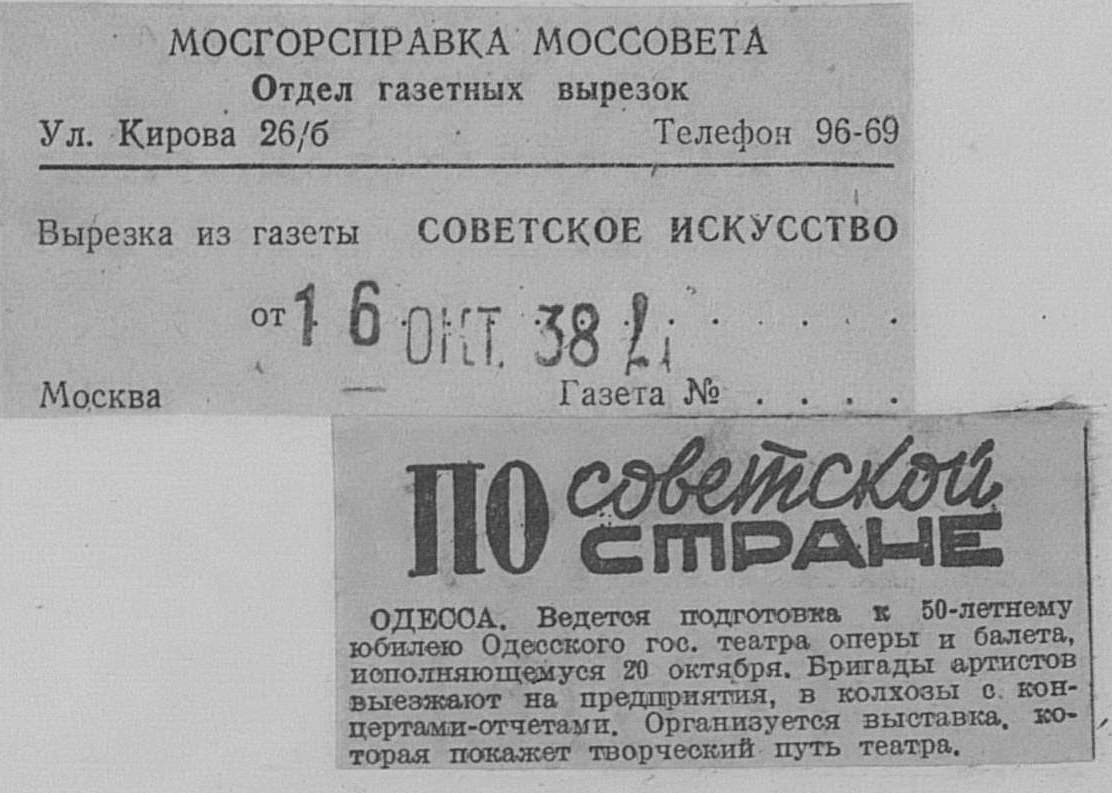 МОСГОРСПРАВКА МОССОВЕТА
Отдел газетных вырезок
Ул. Кирова 26/б Телефон 96-69
Вырезка из газеты СОВЕТСКОЕ ИСКУССТВО
от 16 ОКТ. 38 . . . . . .
Москва Газета № . . . .
ПО советской
СТРАНЕ
ОДЕССА. Ведется подготовка к 50-летнему
юбилею Одесского гос. театра оперы и балета,
исполняющемуся 20 октября. Бригады артистов
выезжают на предприятия, в колхозы с кон-
цертами-отчетами. Организуется выставка, ко-
торая покажет творческий путь театра.